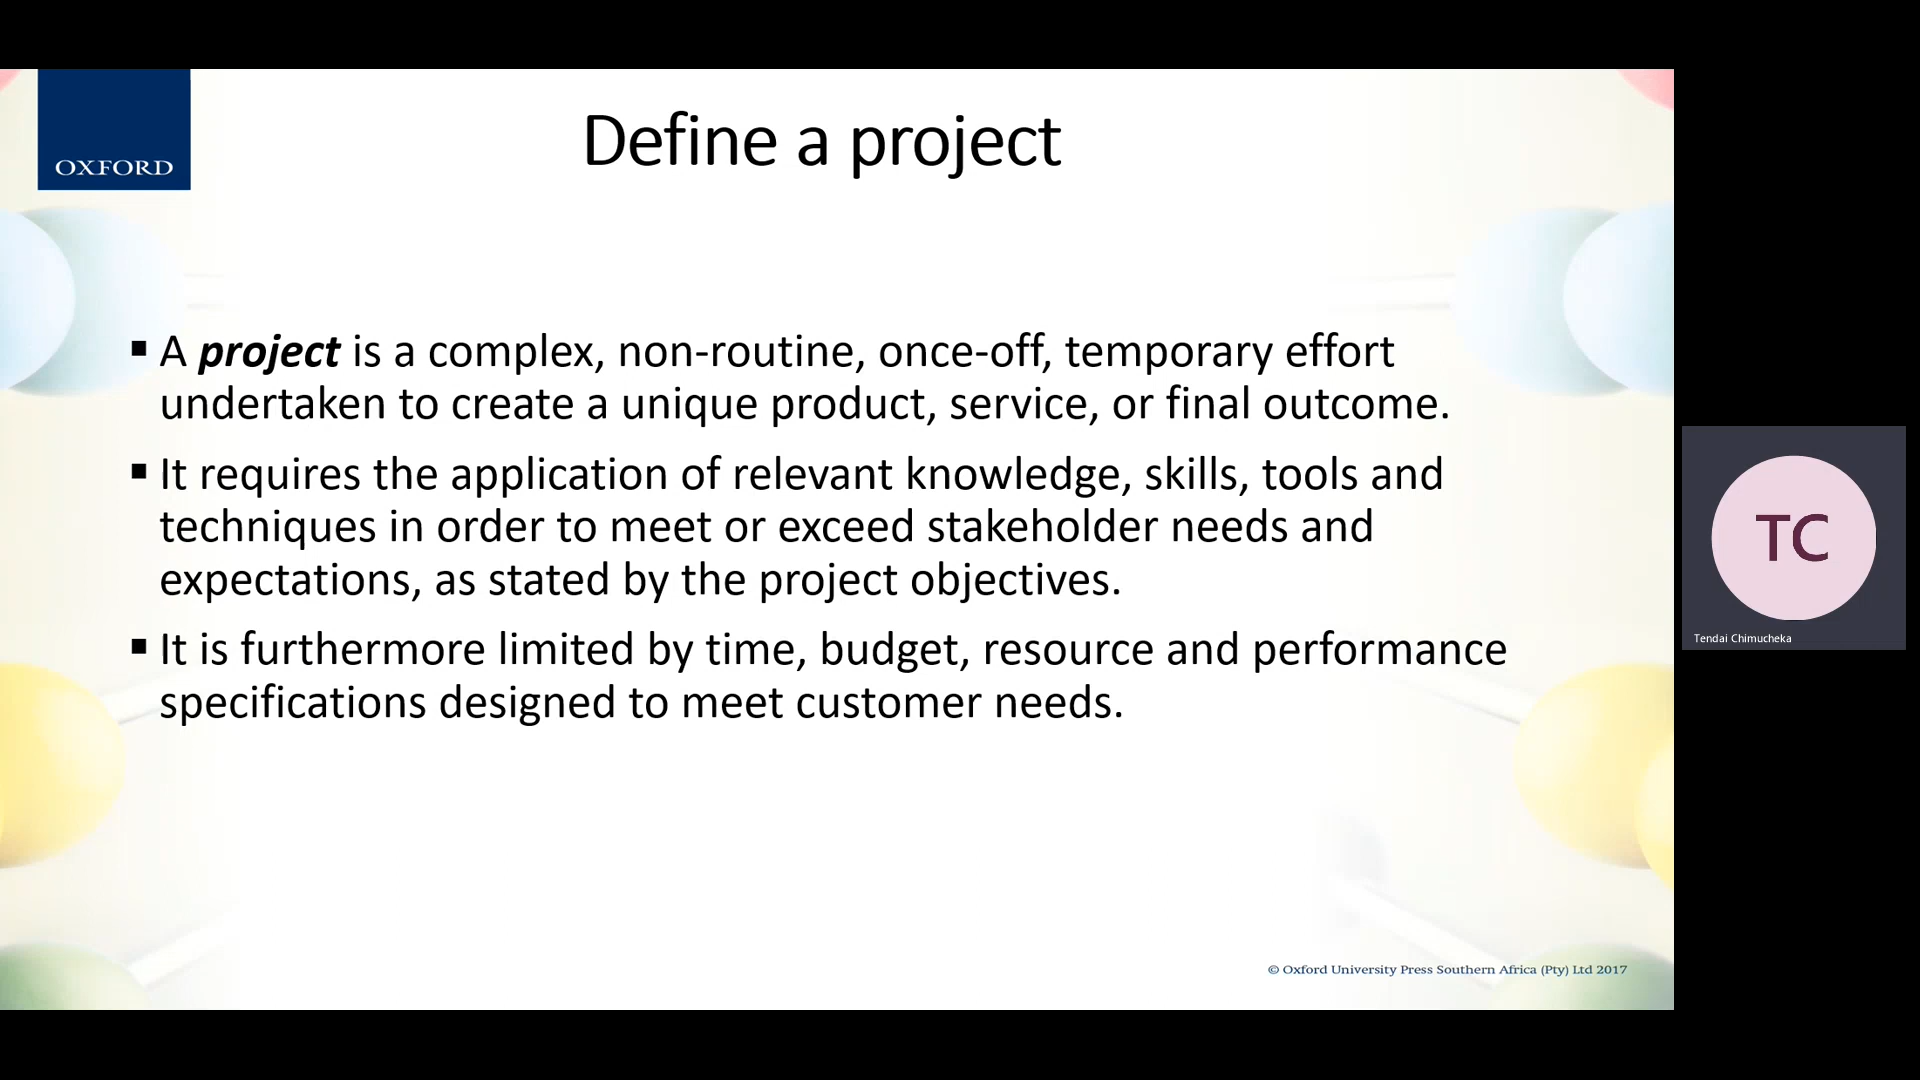 OXFORD
Define a project
▪ A project is a complex, non-routine, once-off, temporary effort
undertaken to create a unique product, service, or final outcome.
▪ It requires the application of relevant knowledge, skills, tools and
techniques in order to meet or exceed stakeholder needs and
expectations, as stated by the project objectives.
▪ It is furthermore limited by time, budget, resource and performance
specifications designed to meet customer needs.
© Oxford University Press Southern Africa (Pty) Ltd 2017
TC
Tendai Chimucheka